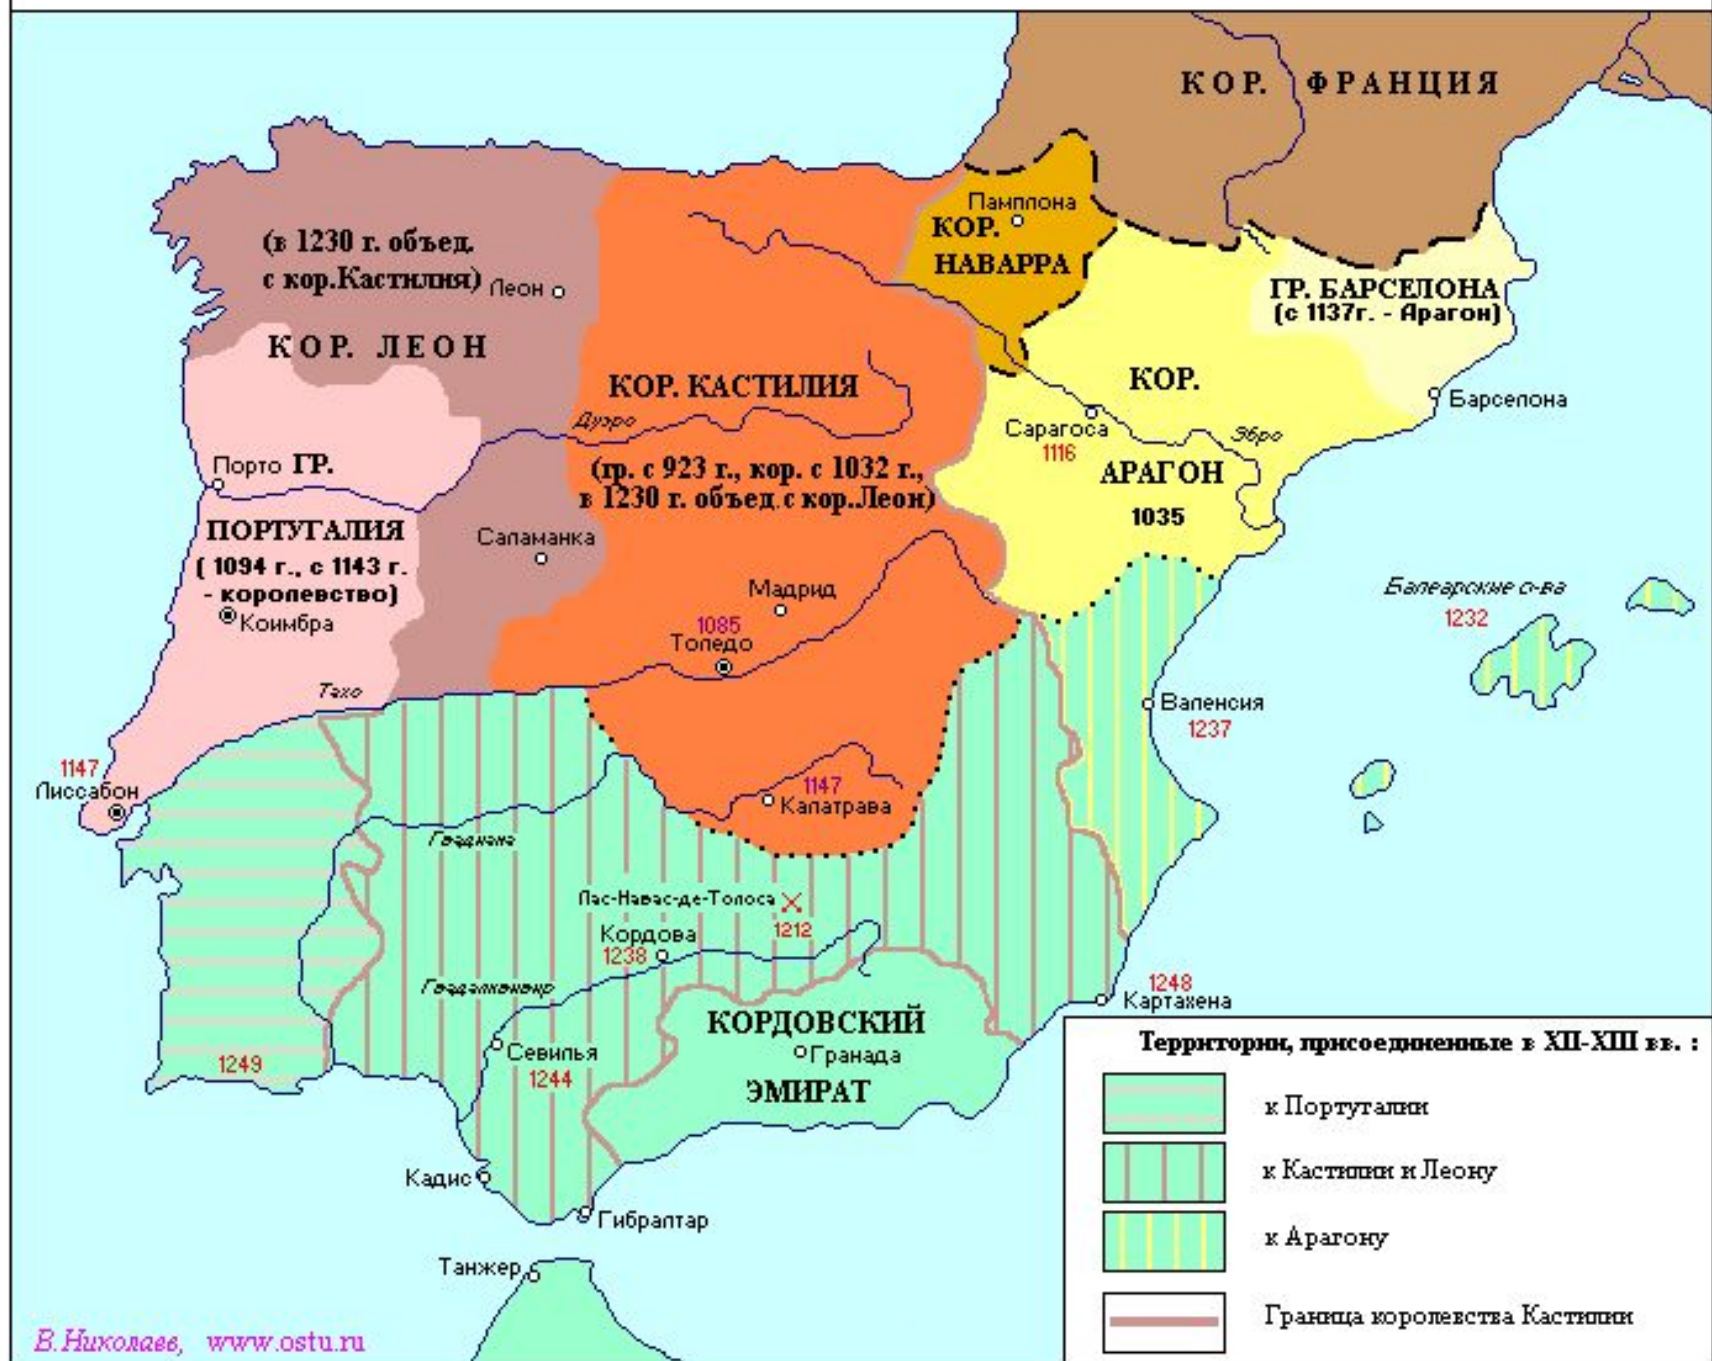 КОР. ФРАНЦИЯ
Памплона
КОР.
НАВАРРА
(в 1230 г. объед.
с кор.Кастилия)
Леон
КОР. ЛЕОН
ГР. БАРСЕЛОНА
(с 1137г. - Арагон)
КОР. КАСТИЛИЯ
КОР.
Барселона
Дуэро
Сарагоса
1116
Эбро
Порто ГР.
(гр. с 923 г., кор. с 1032 г.,
в 1230 г. объед. с кор..Леон)
АРАГОН
1035
ПОРТУГАЛИЯ
( 1094 г., с 1143 г.
- королевство)
Коимбра
Саламанка
Мадрид
1085
Толедо
Балеарские о-ва
1232
Тахо
Валенсия
1237
1147
Лиссабон
1147
Калатрава
Гвадиана
Лас-Навас-де-Толоса
1212
Кордова
1238
Гвадалквивир
1248
Картахена
КОРДОВСКИЙ
Гранада
ЭМИРАТ
Севилья
1244
1249
Кадис
Гибралтар
Танжер
Территории, присоединенные в XII-XIII вв. :
к Португалии
к Кастилии и Леону
к Арагону
Граница королевства Кастилии
В.Николаев, www.ostu.ru